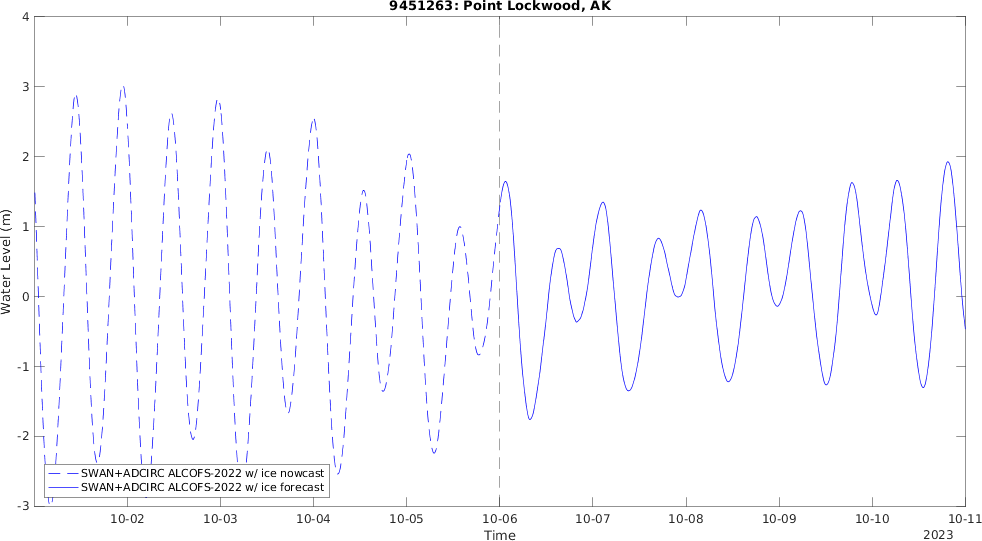 9451263: Point Lockwood, AK
4
3
2
1
0
-1
-2
-3
Water Level (m)
SWAN+ADCIRC ALCOFS-2022 w/ ice nowcast
SWAN+ADCIRC ALCOFS-2022 w/ ice forecast
10-02 10-03 10-04 10-05 10-06 10-07 10-08 10-09 10-10 10-11
Time
2023